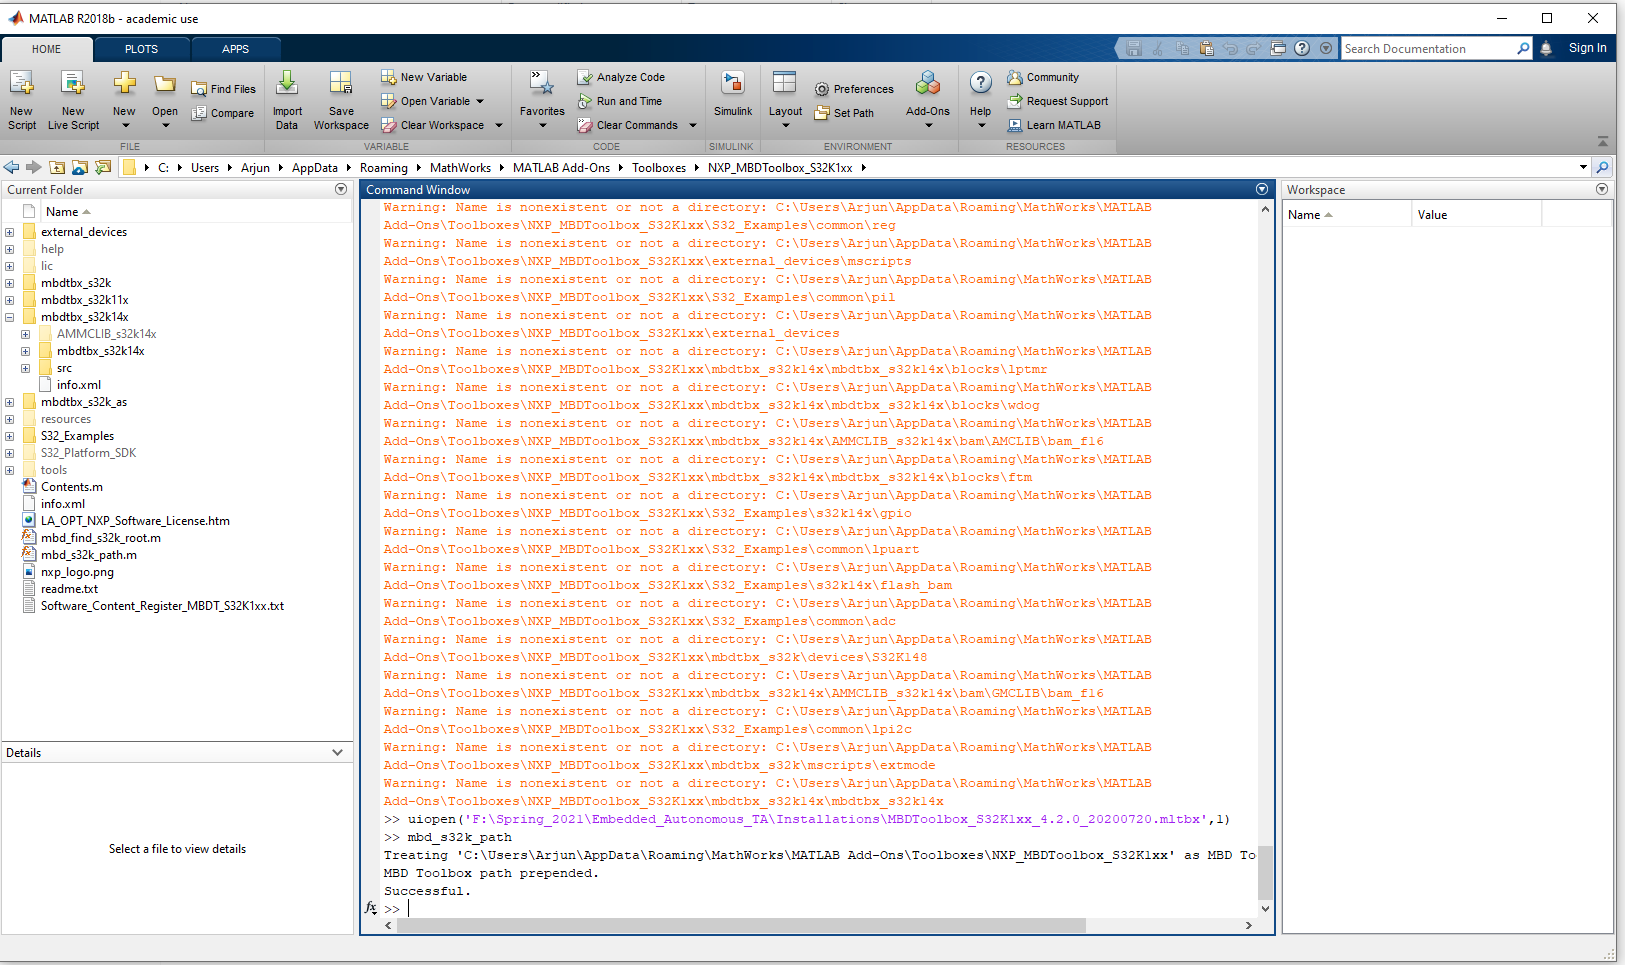 MATLAB R2018b - academic use
HOME
PLOTS
APPS
Search Documentation
Sign In
New Script
New Live Script
New
Open
Find Files
Compare
Import Data
Save Workspace
New Variable
Open Variable
Clear Workspace
Favorites
Analyze Code
Run and Time
Clear Commands
Simulink
Layout
Preferences
Set Path
Add-Ons
Help
Community
Request Support
Learn MATLAB
FILE
VARIABLE
CODE
SIMULINK
ENVIRONMENT
RESOURCES
C: Users Arjun AppData Roaming MathWorks MATLAB Add-Ons Toolboxes NXP_MBDToolbox_S32K1xx
Current Folder
Name
external_devices
help
lic
mbdtbx_s32k
mbdtbx_s32k11x
mbdtbx_s32k14x
AMMCLIB_s32k14x
mbdtbx_s32k14x
src
info.xml
mbdtbx_s32k_as
resources
S32_Examples
S32_Platform_SDK
tools
Contents.m
info.xml
LA_OPT_NXP_Software_License.htm
mbd_find_s32k_root.m
mbd_s32k_path.m
nxp_logo.png
readme.txt
Software_Content_Register_MBDT_S32K1xx.txt
Details
Select a file to view details
Command Window
Warning: Name is nonexistent or not a directory: C:\Users\Arjun\AppData\Roaming\MathWorks\MATLAB
Add-Ons\Toolboxes\NXP_MBDToolbox_S32K1xx\S32_Examples\common\reg
Warning: Name is nonexistent or not a directory: C:\Users\Arjun\AppData\Roaming\MathWorks\MATLAB
Add-Ons\Toolboxes\NXP_MBDToolbox_S32K1xx\external_devices\mscripts
Warning: Name is nonexistent or not a directory: C:\Users\Arjun\AppData\Roaming\MathWorks\MATLAB
Add-Ons\Toolboxes\NXP_MBDToolbox_S32K1xx\S32_Examples\common\pil
Warning: Name is nonexistent or not a directory: C:\Users\Arjun\AppData\Roaming\MathWorks\MATLAB
Add-Ons\Toolboxes\NXP_MBDToolbox_S32K1xx\external_devices
Warning: Name is nonexistent or not a directory: C:\Users\Arjun\AppData\Roaming\MathWorks\MATLAB
Add-Ons\Toolboxes\NXP_MBDToolbox_S32K1xx\mbdtbx_s32k14x\mbdtbx_s32k14x\blocks\lptmr
Warning: Name is nonexistent or not a directory: C:\Users\Arjun\AppData\Roaming\MathWorks\MATLAB
Add-Ons\Toolboxes\NXP_MBDToolbox_S32K1xx\mbdtbx_s32k14x\mbdtbx_s32k14x\blocks\wdog
Warning: Name is nonexistent or not a directory: C:\Users\Arjun\AppData\Roaming\MathWorks\MATLAB
Add-Ons\Toolboxes\NXP_MBDToolbox_S32K1xx\mbdtbx_s32k14x\AMMCLIB_s32k14x\bam\AMCLIB\bam_f16
Warning: Name is nonexistent or not a directory: C:\Users\Arjun\AppData\Roaming\MathWorks\MATLAB
Add-Ons\Toolboxes\NXP_MBDToolbox_S32K1xx\mbdtbx_s32k14x\mbdtbx_s32k14x\blocks\ftm
Warning: Name is nonexistent or not a directory: C:\Users\Arjun\AppData\Roaming\MathWorks\MATLAB
Add-Ons\Toolboxes\NXP_MBDToolbox_S32K1xx\S32_Examples\s32k14x\gpio
Warning: Name is nonexistent or not a directory: C:\Users\Arjun\AppData\Roaming\MathWorks\MATLAB
Add-Ons\Toolboxes\NXP_MBDToolbox_S32K1xx\S32_Examples\common\lpuart
Warning: Name is nonexistent or not a directory: C:\Users\Arjun\AppData\Roaming\MathWorks\MATLAB
Add-Ons\Toolboxes\NXP_MBDToolbox_S32K1xx\S32_Examples\s32k14x\flash_bam
Warning: Name is nonexistent or not a directory: C:\Users\Arjun\AppData\Roaming\MathWorks\MATLAB
Add-Ons\Toolboxes\NXP_MBDToolbox_S32K1xx\S32_Examples\common\adc
Warning: Name is nonexistent or not a directory: C:\Users\Arjun\AppData\Roaming\MathWorks\MATLAB
Add-Ons\Toolboxes\NXP_MBDToolbox_S32K1xx\mbdtbx_s32k\devices\S32K148
Warning: Name is nonexistent or not a directory: C:\Users\Arjun\AppData\Roaming\MathWorks\MATLAB
Add-Ons\Toolboxes\NXP_MBDToolbox_S32K1xx\mbdtbx_s32k14x\AMMCLIB_s32k14x\bam\GMCLIB\bam_f16
Warning: Name is nonexistent or not a directory: C:\Users\Arjun\AppData\Roaming\MathWorks\MATLAB
Add-Ons\Toolboxes\NXP_MBDToolbox_S32K1xx\S32_Examples\common\lpi2c
Warning: Name is nonexistent or not a directory: C:\Users\Arjun\AppData\Roaming\MathWorks\MATLAB
Add-Ons\Toolboxes\NXP_MBDToolbox_S32K1xx\mbdtbx_s32k\mscripts\extmode
Warning: Name is nonexistent or not a directory: C:\Users\Arjun\AppData\Roaming\MathWorks\MATLAB
Add-Ons\Toolboxes\NXP_MBDToolbox_S32K1xx\mbdtbx_s32k14x\mbdtbx_s32k14x
>> uiopen('F:\Spring_2021\Embedded_Autonomous_TA\Installations\MBDToolbox_S32K1xx_4.2.0_20200720.mltbx',1)
>> mbd_s32k_path
Treating 'C:\Users\Arjun\AppData\Roaming\MathWorks\MATLAB Add-Ons\Toolboxes\NXP_MBDToolbox_S32K1xx' as MBD To
MBD Toolbox path prepended.
Successful.
fx >>
Workspace
Name
Value